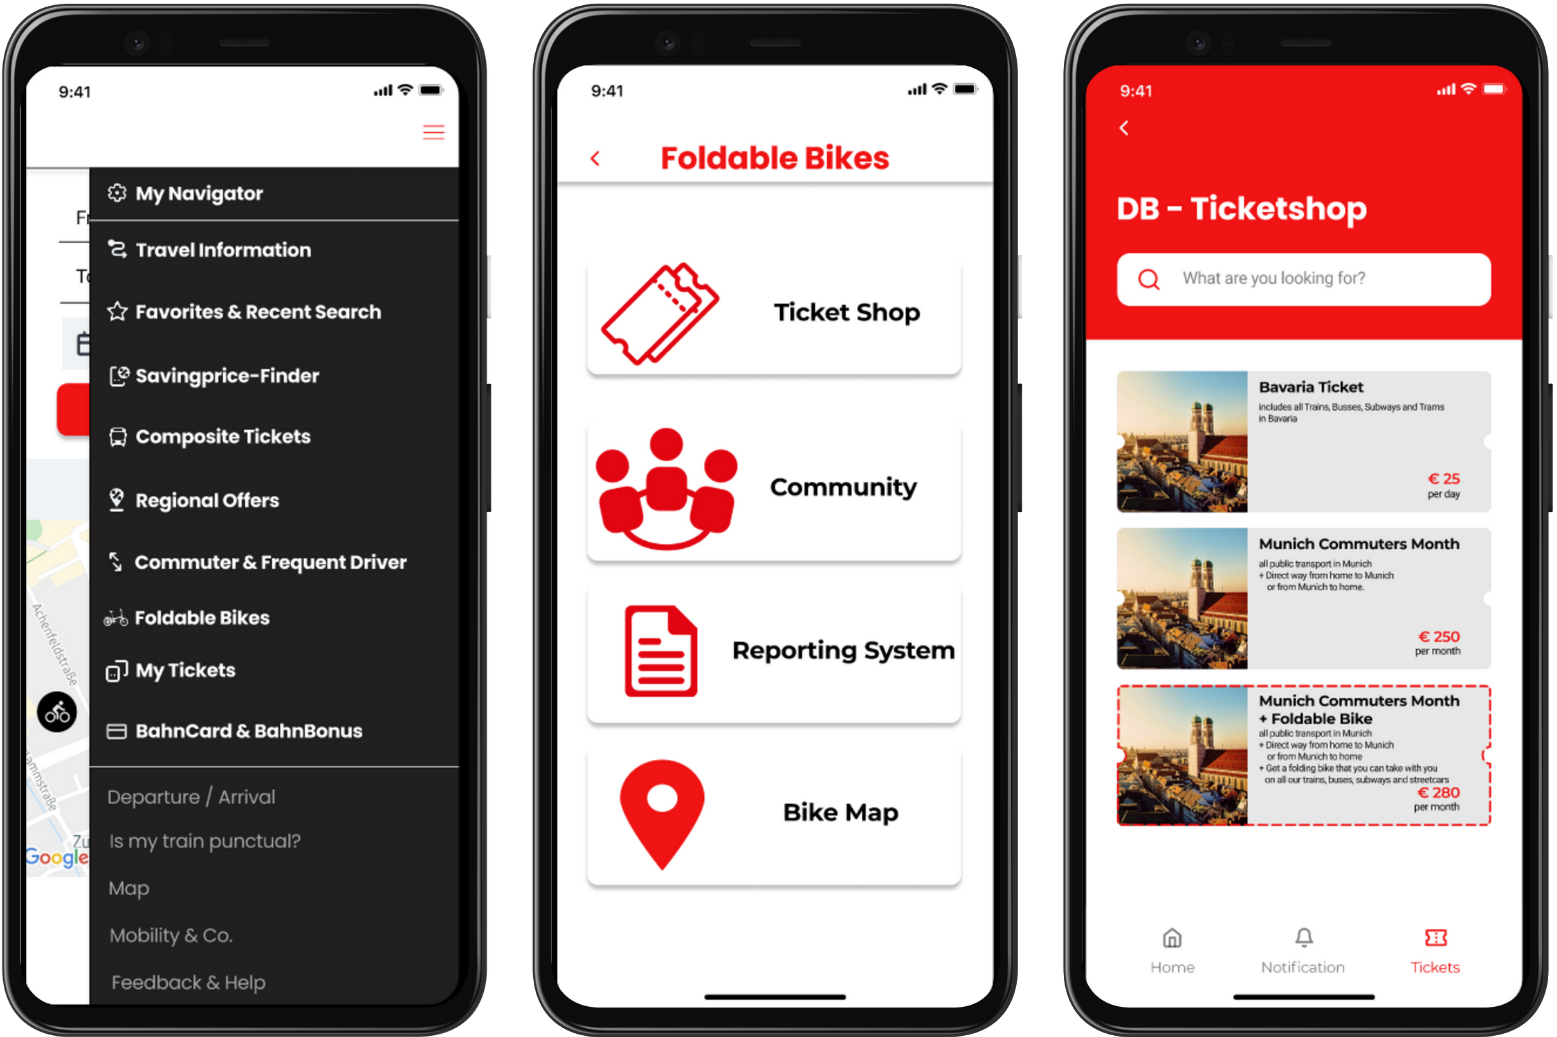 9:41
My Navigator
Travel Information
Favorites & Recent Search
Savingprice-Finder
Composite Tickets
Regional Offers
Commuter & Frequent Driver
Foldable Bikes
My Tickets
BahnCard & BahnBonus
Departure / Arrival
Is my train punctual?
Map
Mobility & Co.
Feedback & Help
Achenfeldstraße
Zu
Google
9:41
Foldable Bikes
Ticket Shop
Community
Reporting System
Bike Map
9:41
DB - Ticketshop
What are you looking for?
Bavaria Ticket
includes all Trains, Busses, Subways and Trams
in Bavaria
€ 25
per day
Munich Commuters Month
all public transport in Munich
+ Direct way from home to Munich
or from Munich to home.
€ 250
per month
Munich Commuters Month
+ Foldable Bike
all public transport in Munich
+ Direct way from home to Munich
or from Munich to home
+ Get a folding bike that you can take with you
on all our trains, buses, subways and streetcars
€ 280
per month
Home
Notification
Tickets